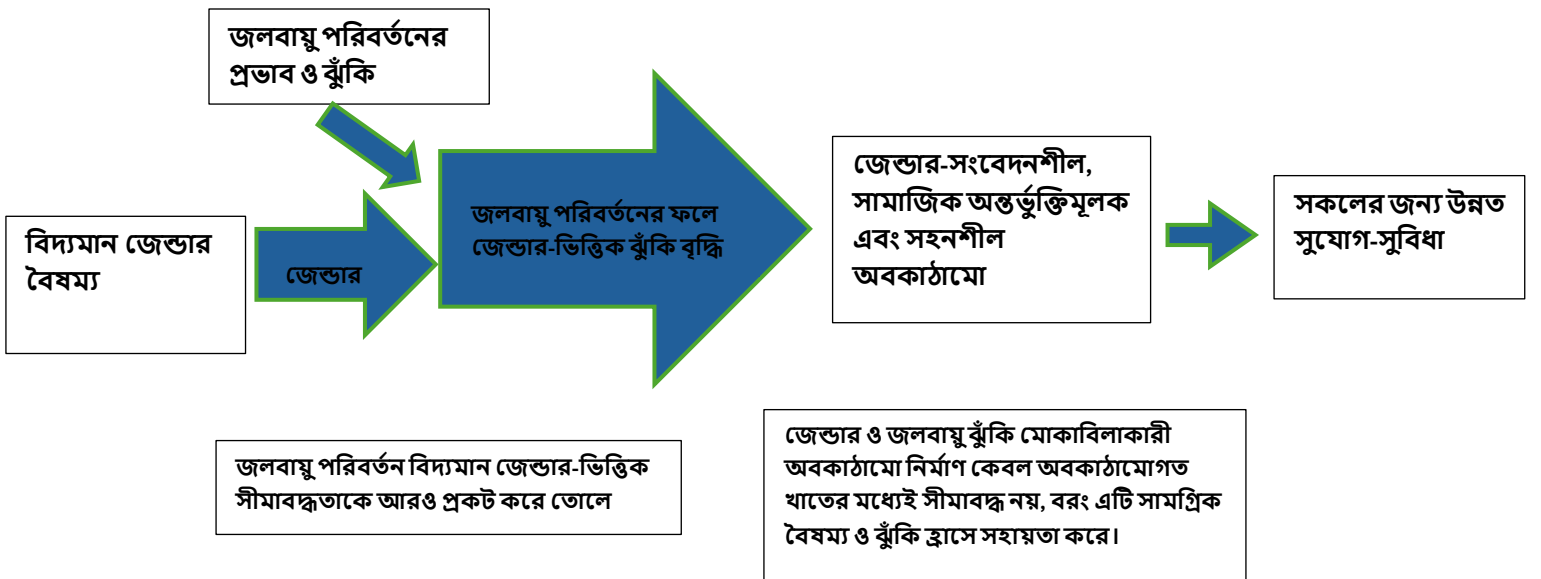 জলবায়ু পরিবর্তনের
প্রভাব ও ঝুঁকি
বিদ্যমান জেন্ডার
বৈষম্য
জেন্ডার
জলবায়ু পরিবর্তনের ফলে
জেন্ডার-ভিত্তিক ঝুঁকি বৃদ্ধি
জেন্ডার-সংবেদনশীল,
সামাজিক অন্তর্ভুক্তিমূলক
এবং সহনশীল
অবকাঠামো
সকলের জন্য উন্নত
সুযোগ-সুবিধা
জলবায়ু পরিবর্তন বিদ্যমান জেন্ডার-ভিত্তিক
সীমাবদ্ধতাকে আরও প্রকট করে তোলে
জেন্ডার ও জলবায়ু ঝুঁকি মোকাবিলাকারী
অবকাঠামো নির্মাণ কেবল অবকাঠামোগত
খাতের মধ্যেই সীমাবদ্ধ নয়, বরং এটি সামগ্রিক
বৈষম্য ও ঝুঁকি হ্রাসে সহায়তা করে।